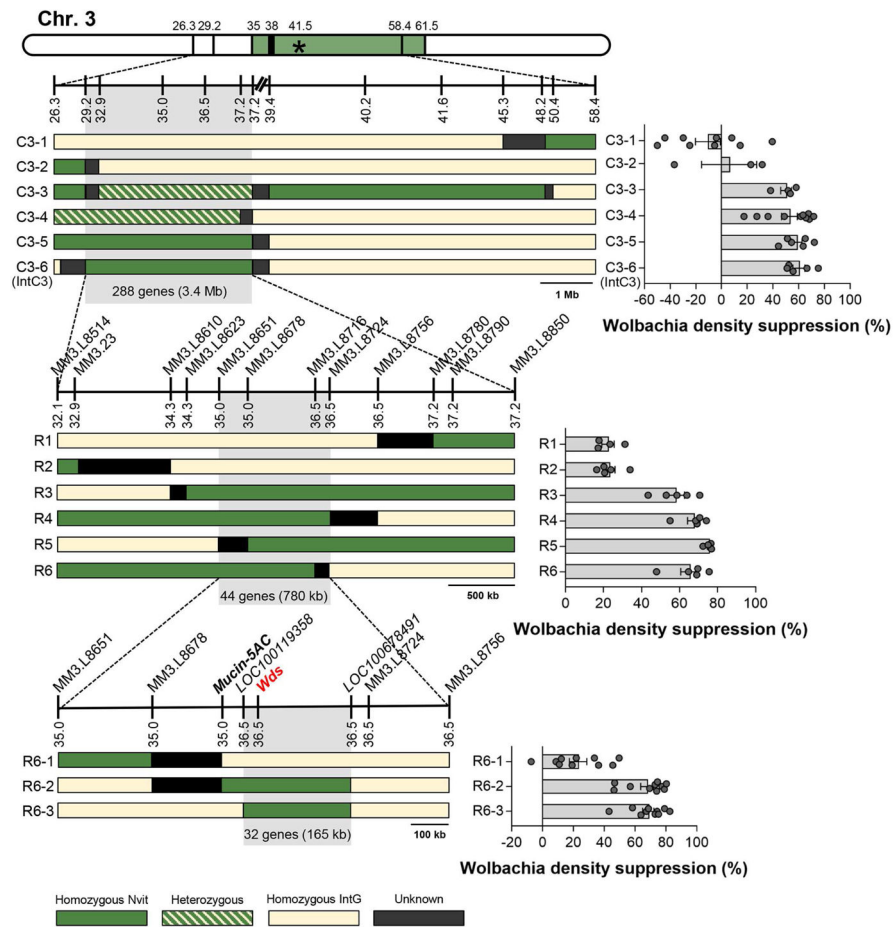 Chr. 3
26.3 29.2 35 38 41.5 58.4 61.5
*
26.3 29.2 32.9 35.0 36.5 37.2 37.2 39.4 40.2 41.6 45.3 48.2 50.4 58.4
C3-1
C3-2
C3-3
C3-4
C3-5
C3-6
(IntC3)
288 genes (3.4 Mb)
1 Mb
C3-1
C3-2
C3-3
C3-4
C3-5
C3-6
(IntC3)
-60 -40 -20 0 20 40 60 80 100
Wolbachia density suppression (%)
MM3.L8514 MM3.23 MM3.L8610 MM3.L8623 MM3.L8651 MM3.L8678 MM3.L8716 MM3.L8724 MM3.L8756 MM3.L8780 MM3.L8790 MM3.L8850
32.1 32.9 34.3 34.3 35.0 35.0 36.5 36.5 36.5 37.2 37.2 37.2
R1
R2
R3
R4
R5
R6
44 genes (780 kb)
500 kb
R1
R2
R3
R4
R5
R6
0 20 40 60 80 100
Wolbachia density suppression (%)
MM3.L8651 MM3.L8678 Mucin-5AC LOC100119358 Wds LOC100678491 MM3.L8724 MM3.L8756
35.0 35.0 35.0 36.5 36.5 36.5 36.5 36.5
R6-1
R6-2
R6-3
32 genes (165 kb)
100 kb
R6-1
R6-2
R6-3
-20 0 20 40 60 80 100
Wolbachia density suppression (%)
Homozygous Nvit Heterozygous Homozygous IntG Unknown